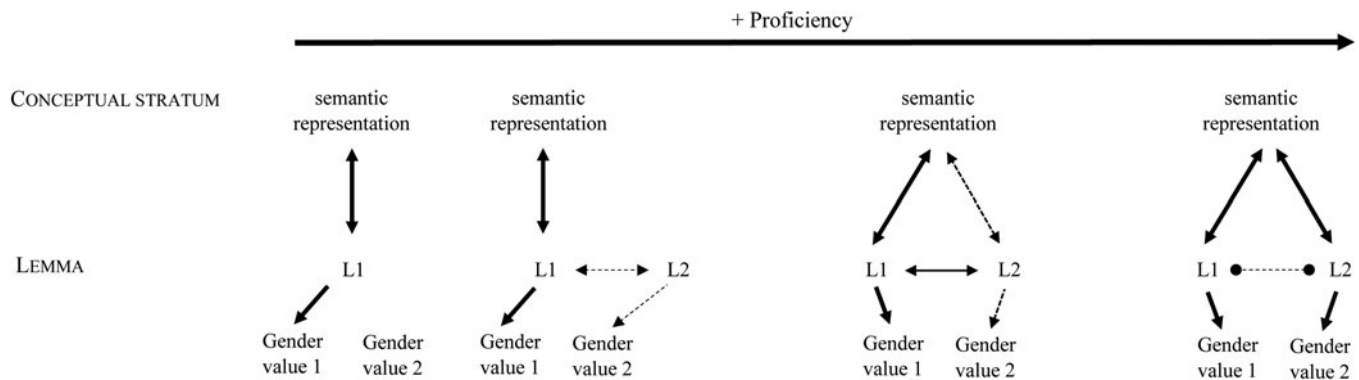 + Proficiency
CONCEPTUAL STRATUM
semantic
representation
semantic
representation
semantic
representation
semantic
representation
LEMMA
L1
L1
L2
L1
L2
L1
L2
Gender
value 1
Gender
value 2
Gender
value 1
Gender
value 2
Gender
value 1
Gender
value 2
Gender
value 1
Gender
value 2